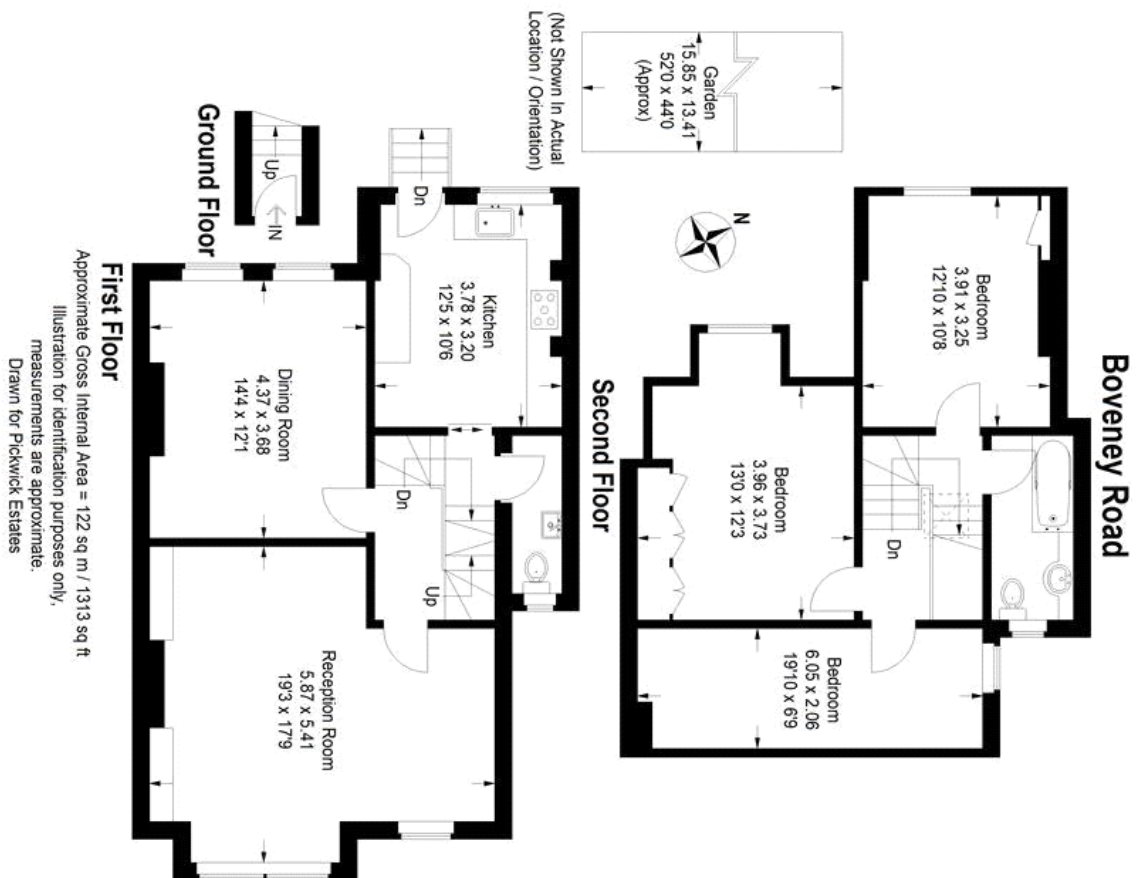 Boveney Road
Bedroom
3.91 x 3.25
12'10 x 10'8
Dn
Bedroom
3.96 x 3.73
13'0 x 12'3
Bedroom
6.05 x 2.06
19'10 x 6'9
N
Second Floor
Garden
15.85 x 13.41
52'0 x 44'0
(Approx)
(Not Shown In Actual
Location / Orientation)
Dn
Kitchen
3.78 x 3.20
12'5 x 10'6
Dn
Up
Dining Room
4.37 x 3.68
14'4 x 12'1
Reception Room
5.87 x 5.41
19'3 x 17'9
Up
IN
Ground Floor
First Floor
Approximate Gross Internal Area = 122 sq m / 1313 sq ft
Illustration for identification purposes only,
measurements are approximate.
Drawn for Pickwick Estates